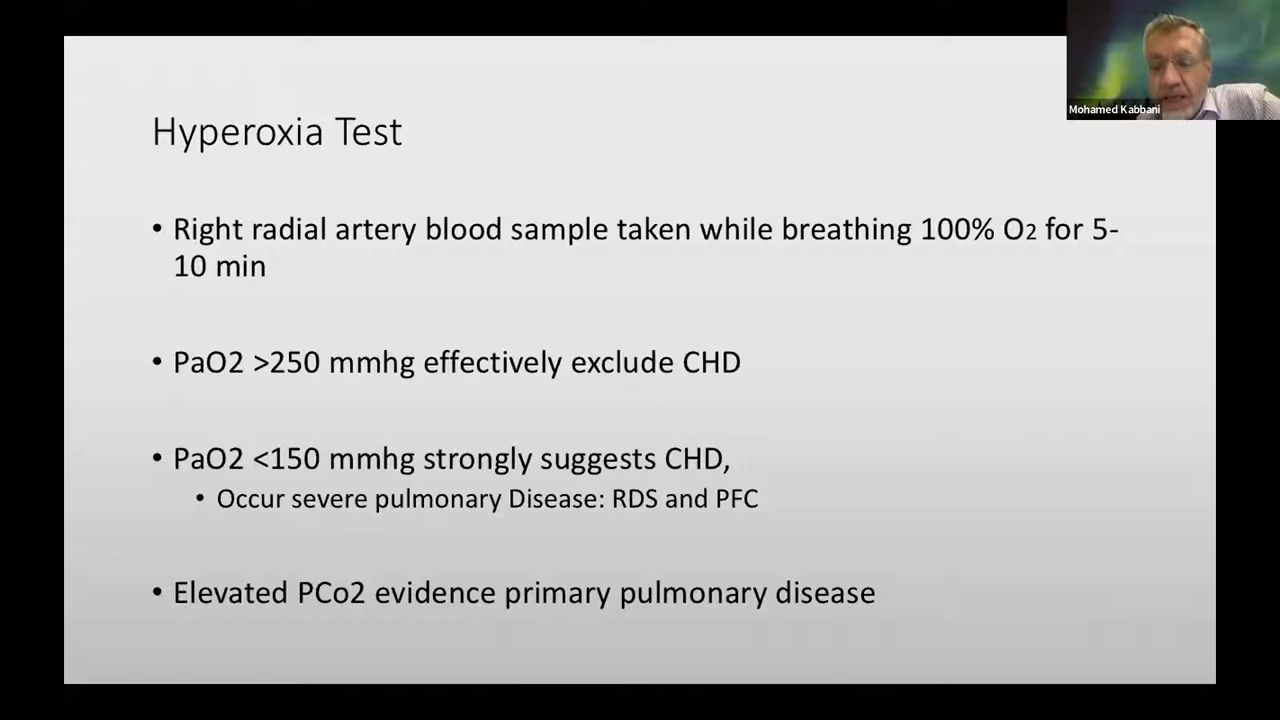 Mohamed Kabbani
Hyperoxia Test
• Right radial artery blood sample taken while breathing 100% O2 for 5-
10 min
• PaO2 >250 mmhg effectively exclude CHD
• PaO2 <150 mmhg strongly suggests CHD,
• Occur severe pulmonary Disease: RDS and PFC
• Elevated PCo2 evidence primary pulmonary disease